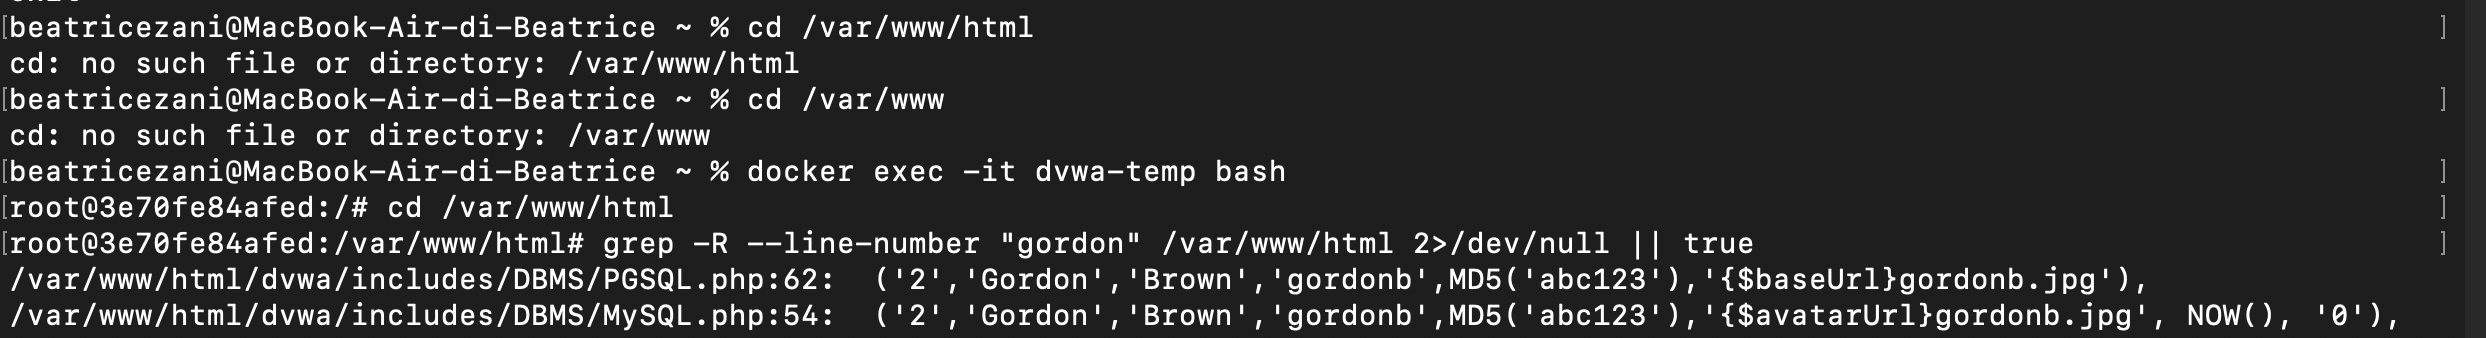 [beatricezani@MacBook-Air-di-Beatrice ~ % cd /var/www/html ]
cd: no such file or directory: /var/www/html
[beatricezani@MacBook-Air-di-Beatrice ~ % cd /var/www ]
cd: no such file or directory: /var/www
[beatricezani@MacBook-Air-di-Beatrice ~ % docker exec -it dvwa-temp bash ]
[root@3e70fe84afed:/# cd /var/www/html ]
[root@3e70fe84afed:/var/www/html# grep -R --line-number "gordon" /var/www/html 2>/dev/null || true ]
/var/www/html/dvwa/includes/DBMS/PGSQL.php:62:  ('2','Gordon','Brown','gordonb',MD5('abc123'),'{$baseUrl}gordonb.jpg'),
/var/www/html/dvwa/includes/DBMS/MySQL.php:54:  ('2','Gordon','Brown','gordonb',MD5('abc123'),'{$avatarUrl}gordonb.jpg', NOW(), '0'),